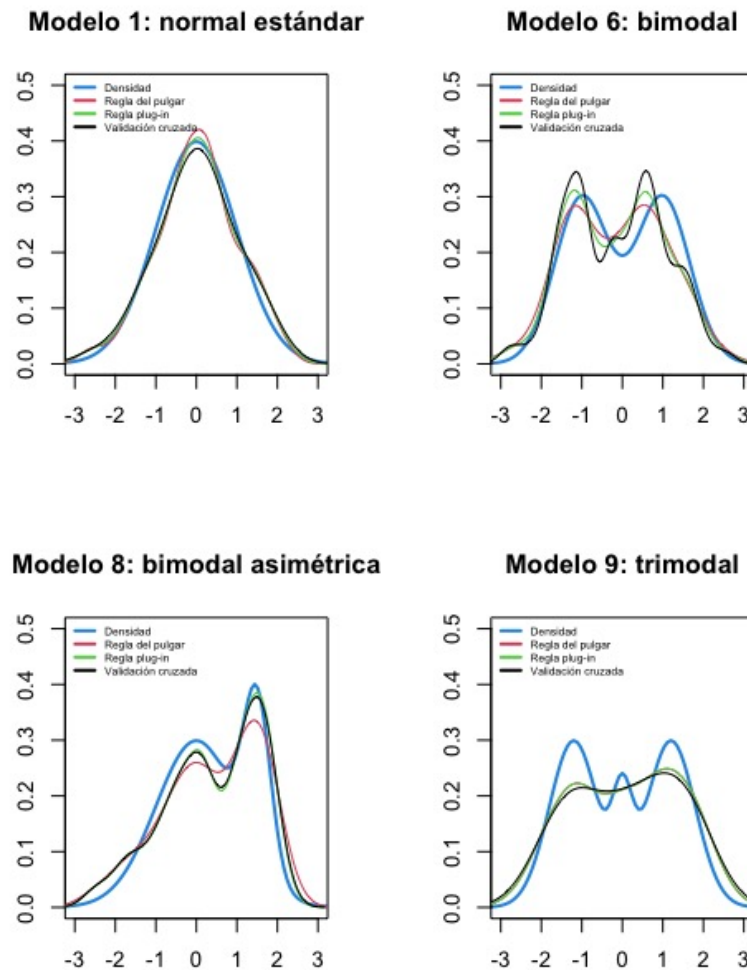 Modelo 1: normal estándar
0.5
0.4
0.3
0.2
0.1
0.0
Densidad
Regla del pulgar
Regla plug-in
Validación cruzada
-3 -2 -1 0 1 2 3
Modelo 6: bimodal
0.5
0.4
0.3
0.2
0.1
0.0
Densidad
Regla del pulgar
Regla plug-in
Validación cruzada
-3 -2 -1 0 1 2 3
Modelo 8: bimodal asimétrica
0.5
0.4
0.3
0.2
0.1
0.0
Densidad
Regla del pulgar
Regla plug-in
Validación cruzada
-3 -2 -1 0 1 2 3
Modelo 9: trimodal
0.5
0.4
0.3
0.2
0.1
0.0
Densidad
Regla del pulgar
Regla plug-in
Validación cruzada
-3 -2 -1 0 1 2 3